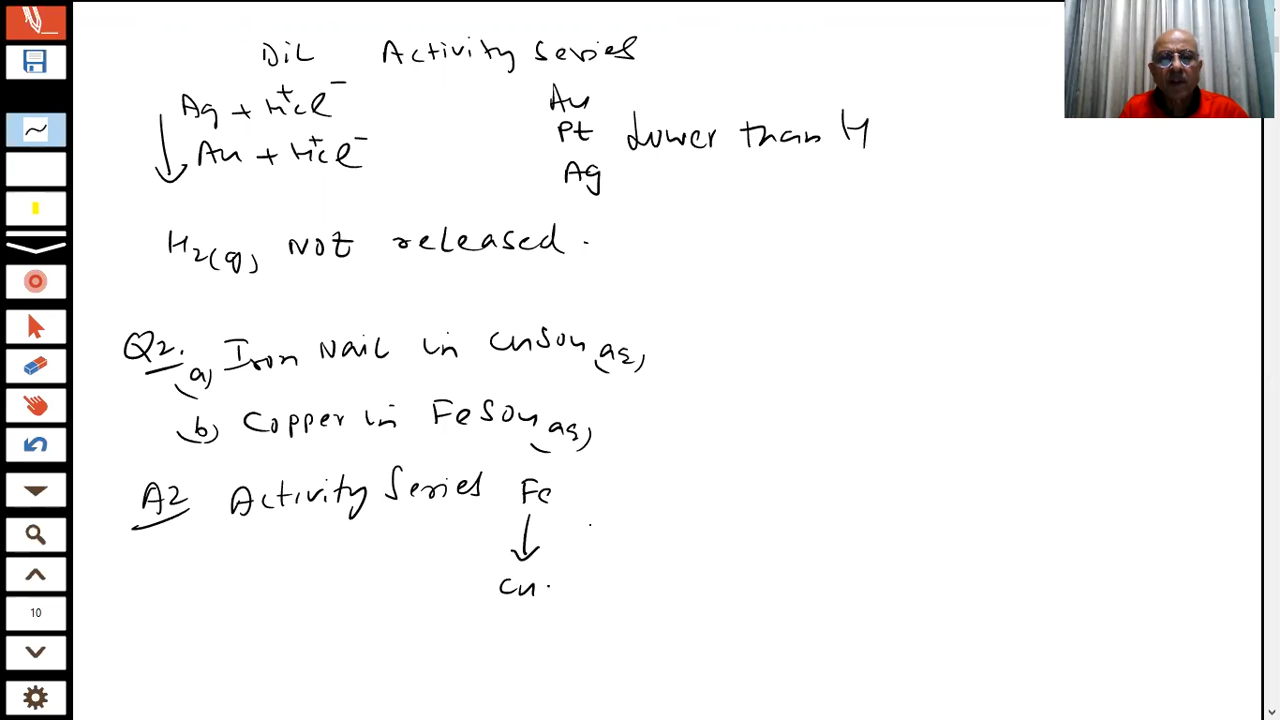 Dil Activity Series
Ag + H⁺Cl⁻
Au + H⁺Cl⁻
Au
Pt Lower than H
Ag
H2(g) Not released.
Q2. a) Iron Nail in CuSO4 (aq)
b) Copper in FeSO4 (aq)
A2 Activity Series Fe
↓
Cu.
10